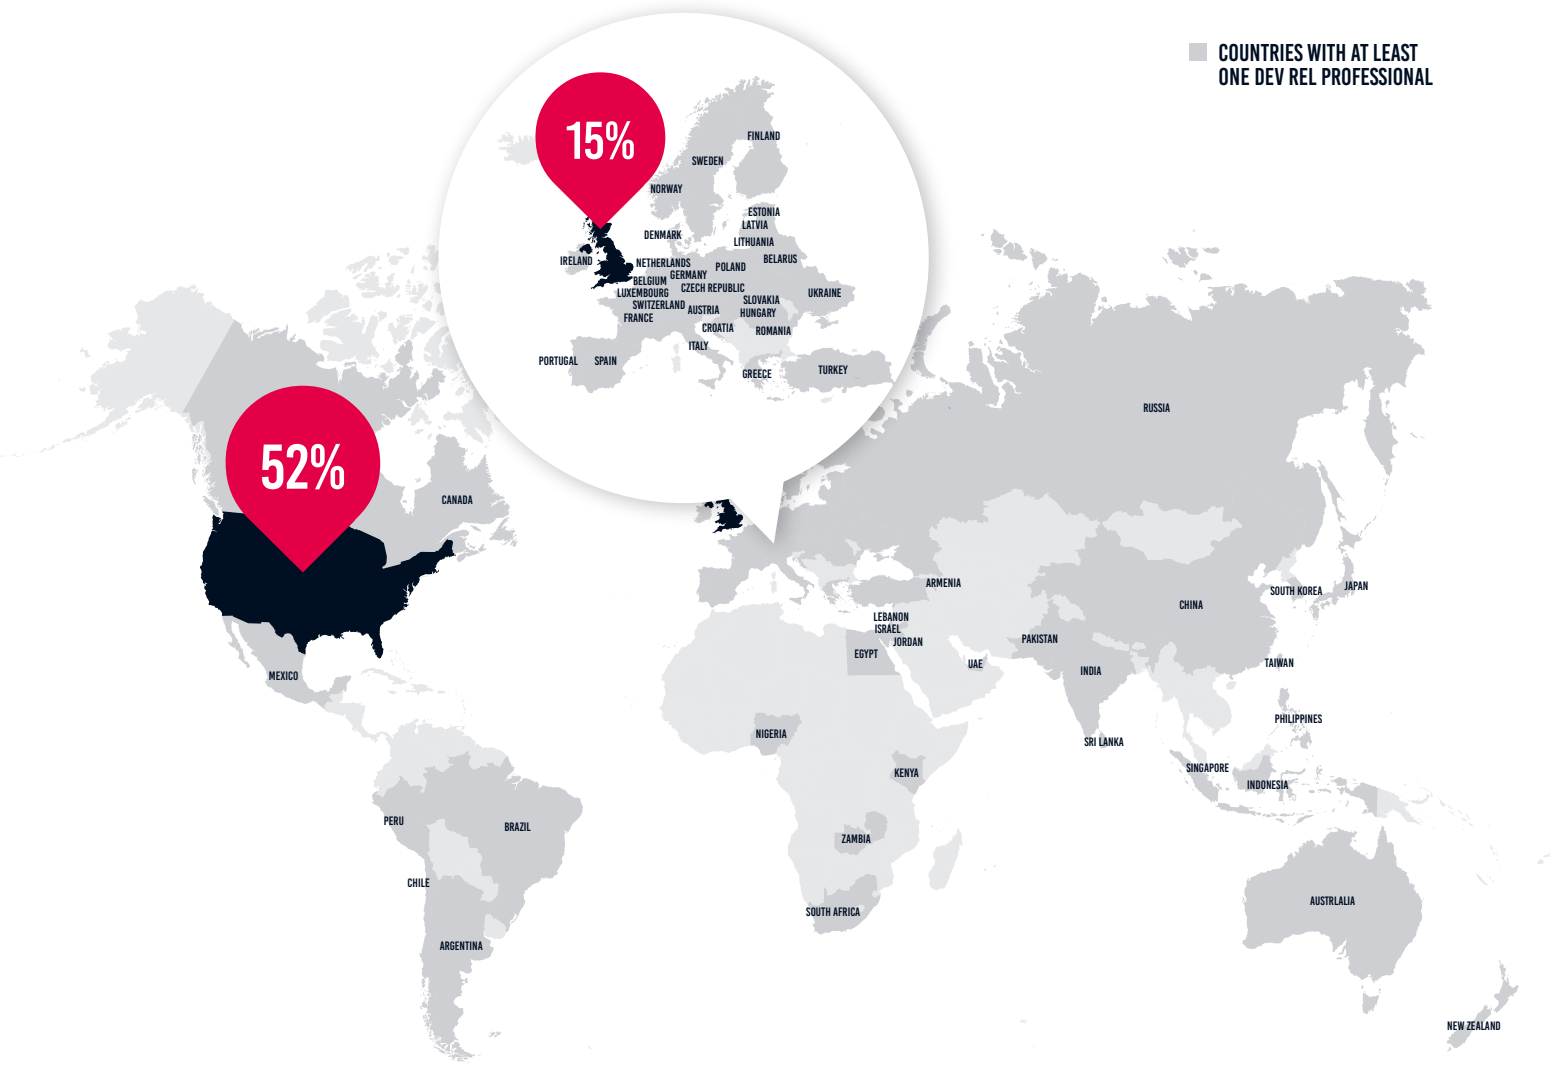 COUNTRIES WITH AT LEAST
ONE DEV REL PROFESSIONAL
15%
FINLAND
SWEDEN
NORWAY
ESTONIA
LATVIA
DENMARK
LITHUANIA
IRELAND
NETHERLANDS
BELARUS
POLAND
GERMANY
BELGIUM
CZECH REPUBLIC
LUXEMBOURG
UKRAINE
SLOVAKIA
SWITZERLAND
AUSTRIA
HUNGARY
FRANCE
CROATIA
ROMANIA
ITALY
PORTUGAL
SPAIN
GREECE
TURKEY
RUSSIA
52%
CANADA
ARMENIA
SOUTH KOREA
JAPAN
CHINA
LEBANON
ISRAEL
JORDAN
PAKISTAN
EGYPT
UAE
TAIWAN
INDIA
MEXICO
PHILIPPINES
NIGERIA
SRI LANKA
SINGAPORE
KENYA
INDONESIA
PERU
BRAZIL
ZAMBIA
CHILE
AUSTRLALIA
SOUTH AFRICA
ARGENTINA
NEW ZEALAND